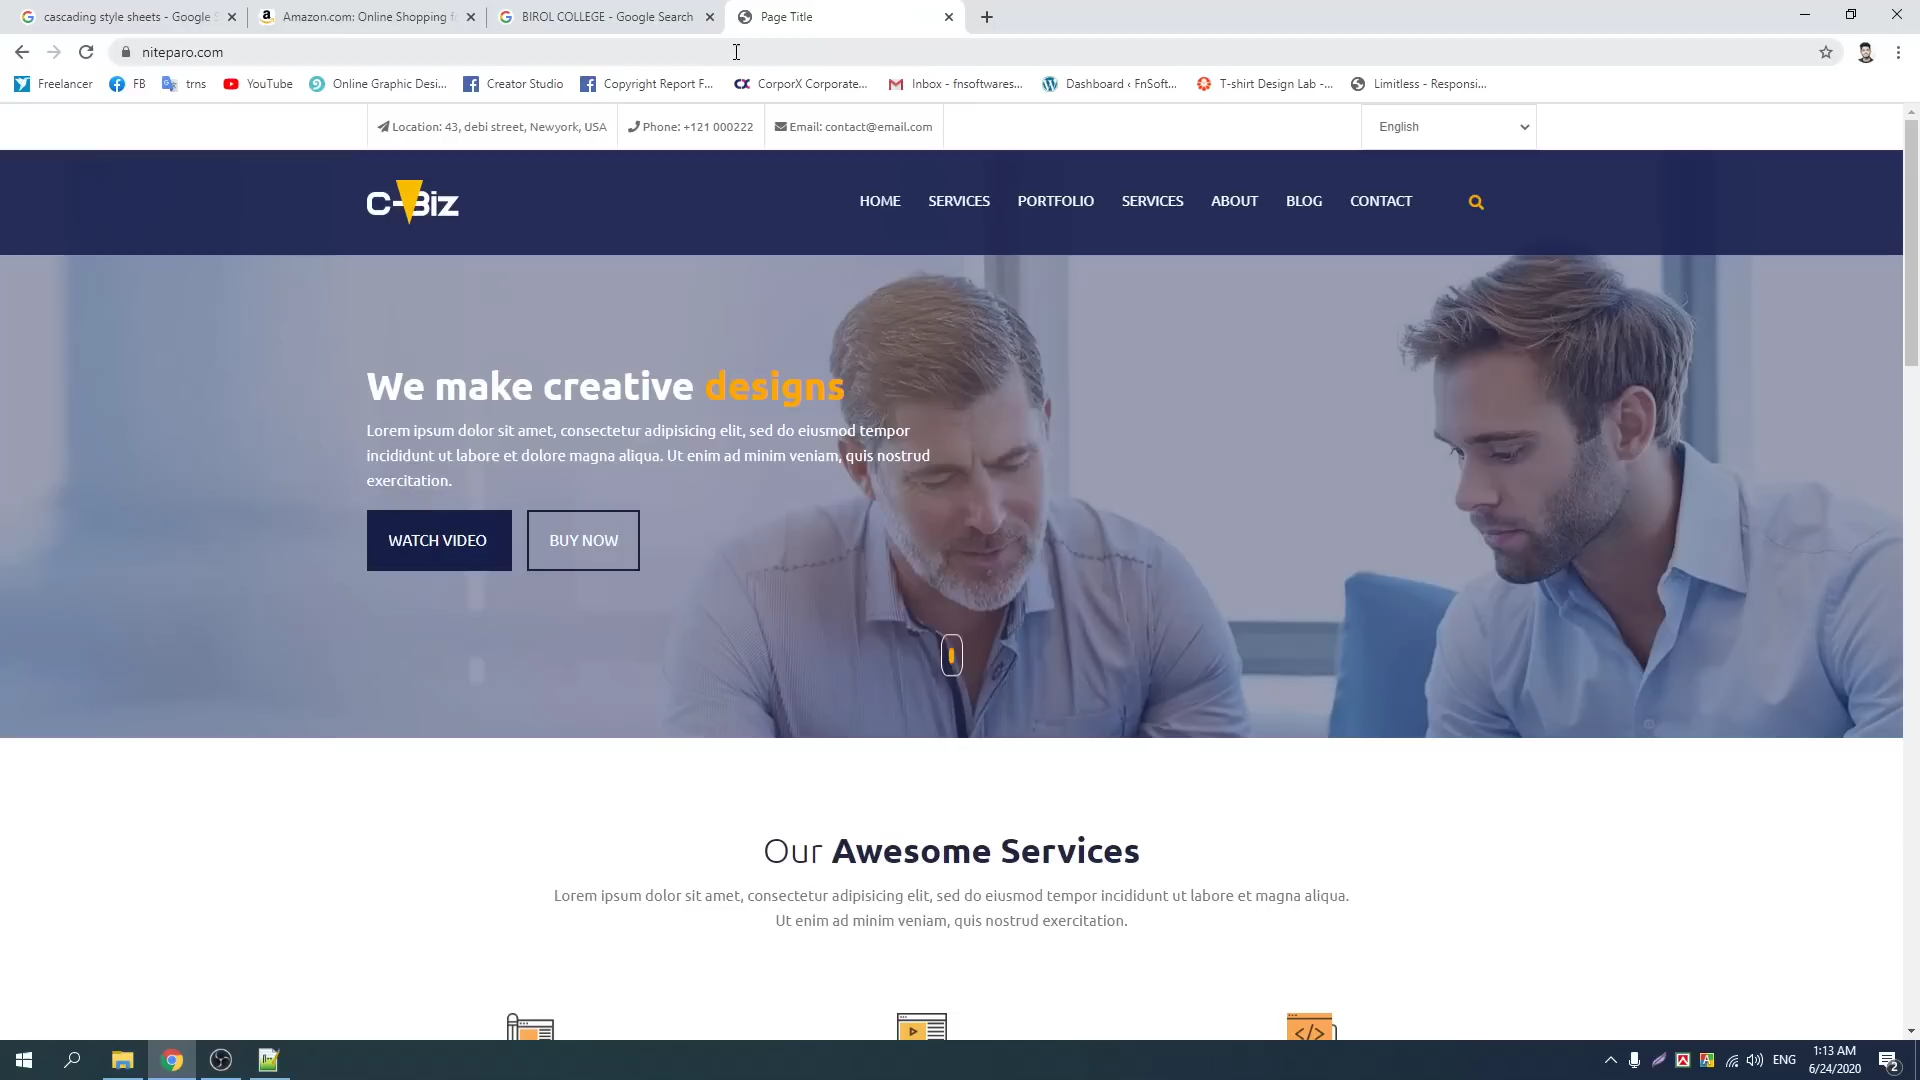 cascading style sheets - Google S
Amazon.com: Online Shopping f
BIROL COLLEGE - Google Search
Page Title
niteparo.com
Freelancer
FB
trns
YouTube
Online Graphic Desi...
Creator Studio
Copyright Report F...
CorporX Corporate...
Inbox - fnsoftwares...
Dashboard ‹ FnSoft...
T-shirt Design Lab -...
Limitless - Responsi...
Location: 43, debi street, Newyork, USA
Phone: +121 000222
Email: contact@email.com
English
C-Biz
HOME
SERVICES
PORTFOLIO
SERVICES
ABOUT
BLOG
CONTACT
We make creative designs
Lorem ipsum dolor sit amet, consectetur adipisicing elit, sed do eiusmod tempor
incididunt ut labore et dolore magna aliqua. Ut enim ad minim veniam, quis nostrud
exercitation.
WATCH VIDEO
BUY NOW
Our Awesome Services
Lorem ipsum dolor sit amet, consectetur adipisicing elit, sed do eiusmod tempor incididunt ut labore et magna aliqua.
Ut enim ad minim veniam, quis nostrud exercitation.
</>
ENG
1:13 AM
6/24/2020
2